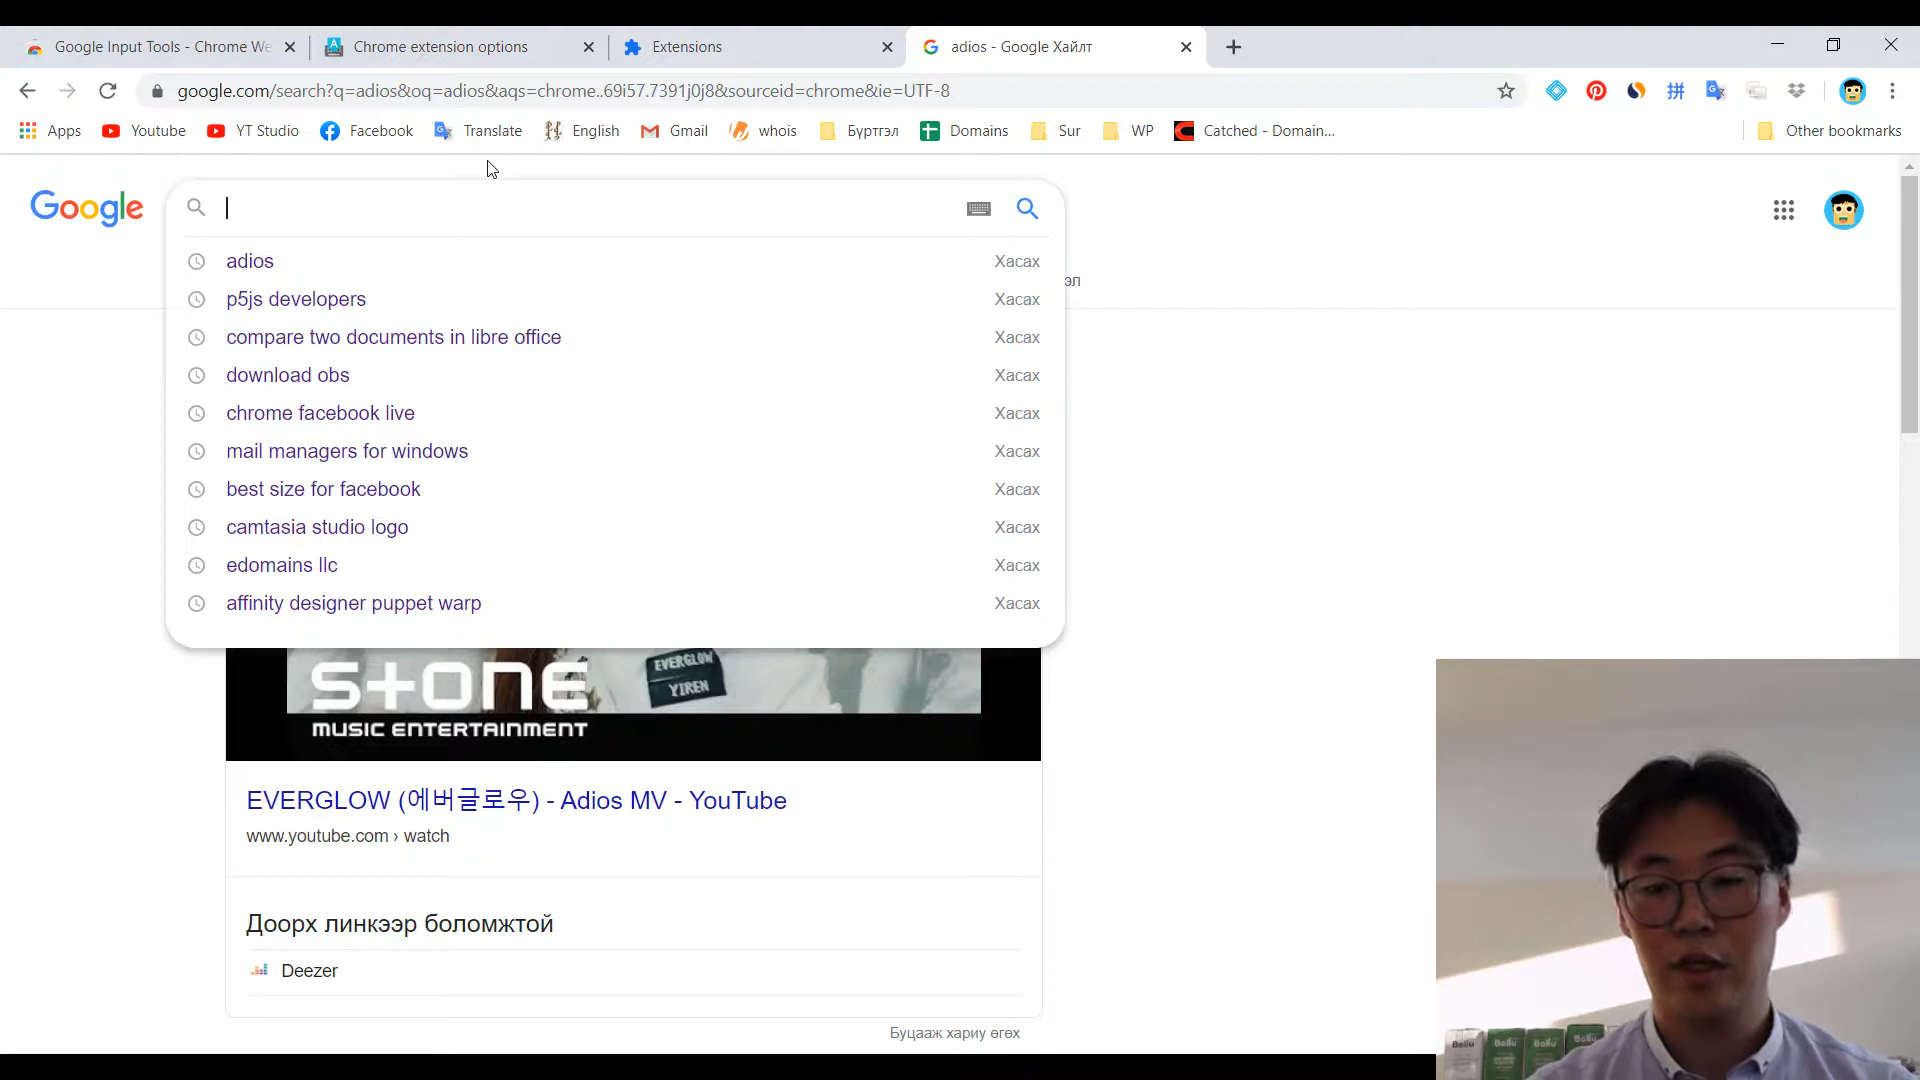 Google Input Tools - Chrome We
Chrome extension options
Extensions
adios - Google Хайлт
google.com/search?q=adios&oq=adios&aqs=chrome..69i57.7391j0j8&sourceid=chrome&ie=UTF-8
拼
Apps
Youtube
YT Studio
Facebook
Translate
English
Gmail
whois
Бүртгэл
Domains
Sur
WP
Catched - Domain...
Other bookmarks
Google
adios Хасах
эл
p5js developers Хасах
compare two documents in libre office Хасах
download obs Хасах
chrome facebook live Хасах
mail managers for windows Хасах
best size for facebook Хасах
camtasia studio logo Хасах
edomains llc Хасах
affinity designer puppet warp Хасах
EVERGLOW
YIREN
STONE
MUSIC ENTERTAINMENT
EVERGLOW (에버글로우) - Adios MV - YouTube
www.youtube.com › watch
Доорх линкээр боломжтой
Deezer
Буцааж хариу өгөх